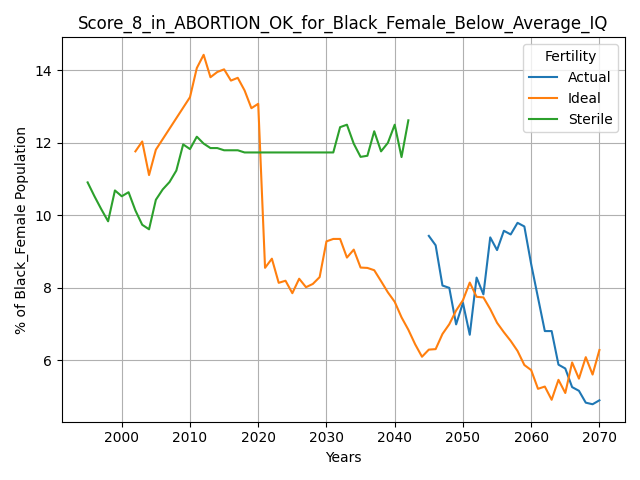 Score_8_in_ABORTION_OK_for_Black_Female_Below_Average_IQ
Fertility
Actual
Ideal
Sterile
% of Black_Female Population
14
12
10
8
6
2000 2010 2020 2030 2040 2050 2060 2070
Years